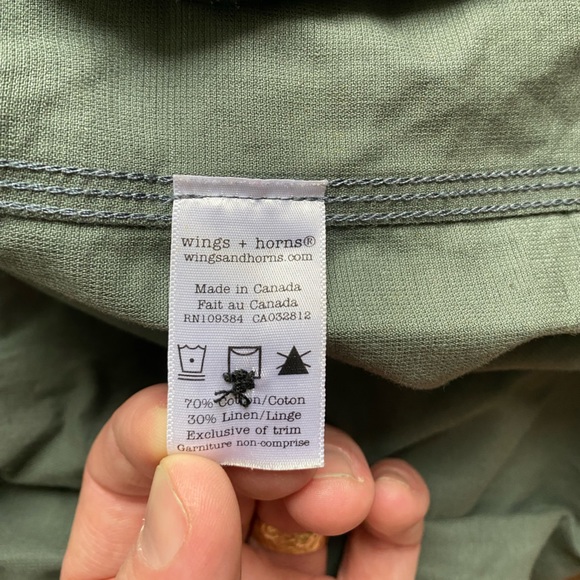 wings + horns®
wingsandhorns.com
Made in Canada
Fait au Canada
RN109384 CA032812
70% Cotton/Coton
30% Linen/Linge
Exclusive of trim
Garniture non-comprise